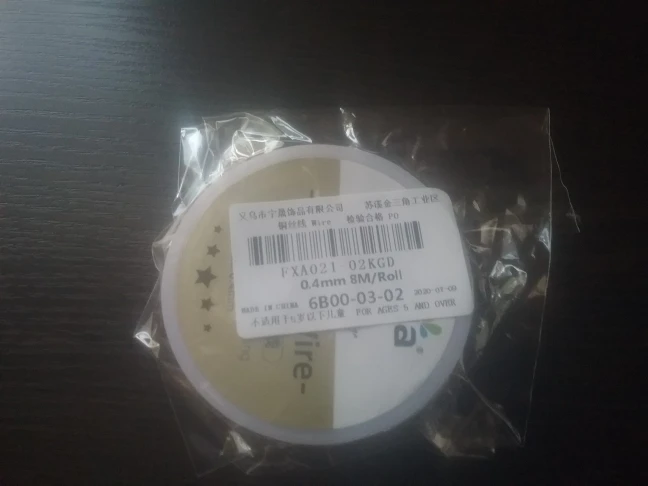 义乌市宁晟饰品有限公司 苏溪金三角工业区
铜丝线 Wire 检验合格 PO
FXA021 02KGD
0.4mm 8M/Roll
MADE IN CHINA 6B00-03-02 2020-07-09
不适用于5岁以下儿童 FOR AGES 5 AND OVER
ire-